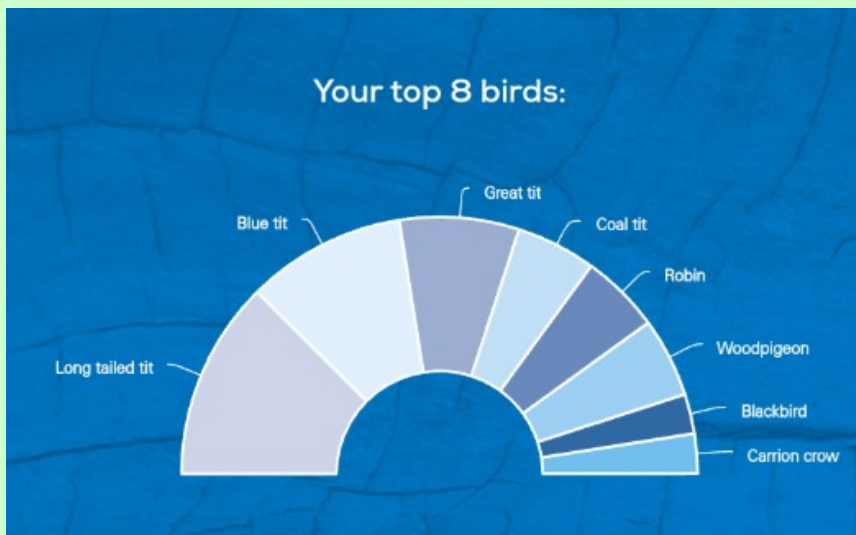 Your top 8 birds:
Great tit
Blue tit
Coal tit
Robin
Woodpigeon
Long tailed tit
Blackbird
Carrion crow